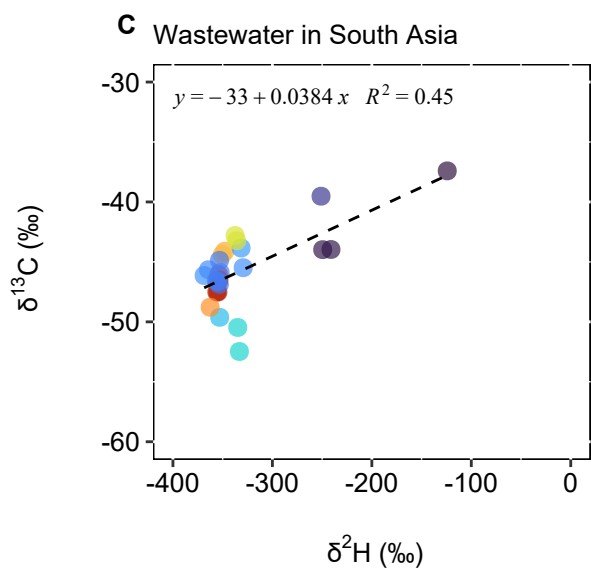 C Wastewater in South Asia
y = − 33 + 0.0384 x R² = 0.45
-30
-40
-50
-60
δ¹³C (‰)
-400 -300 -200 -100 0
δ²H (‰)